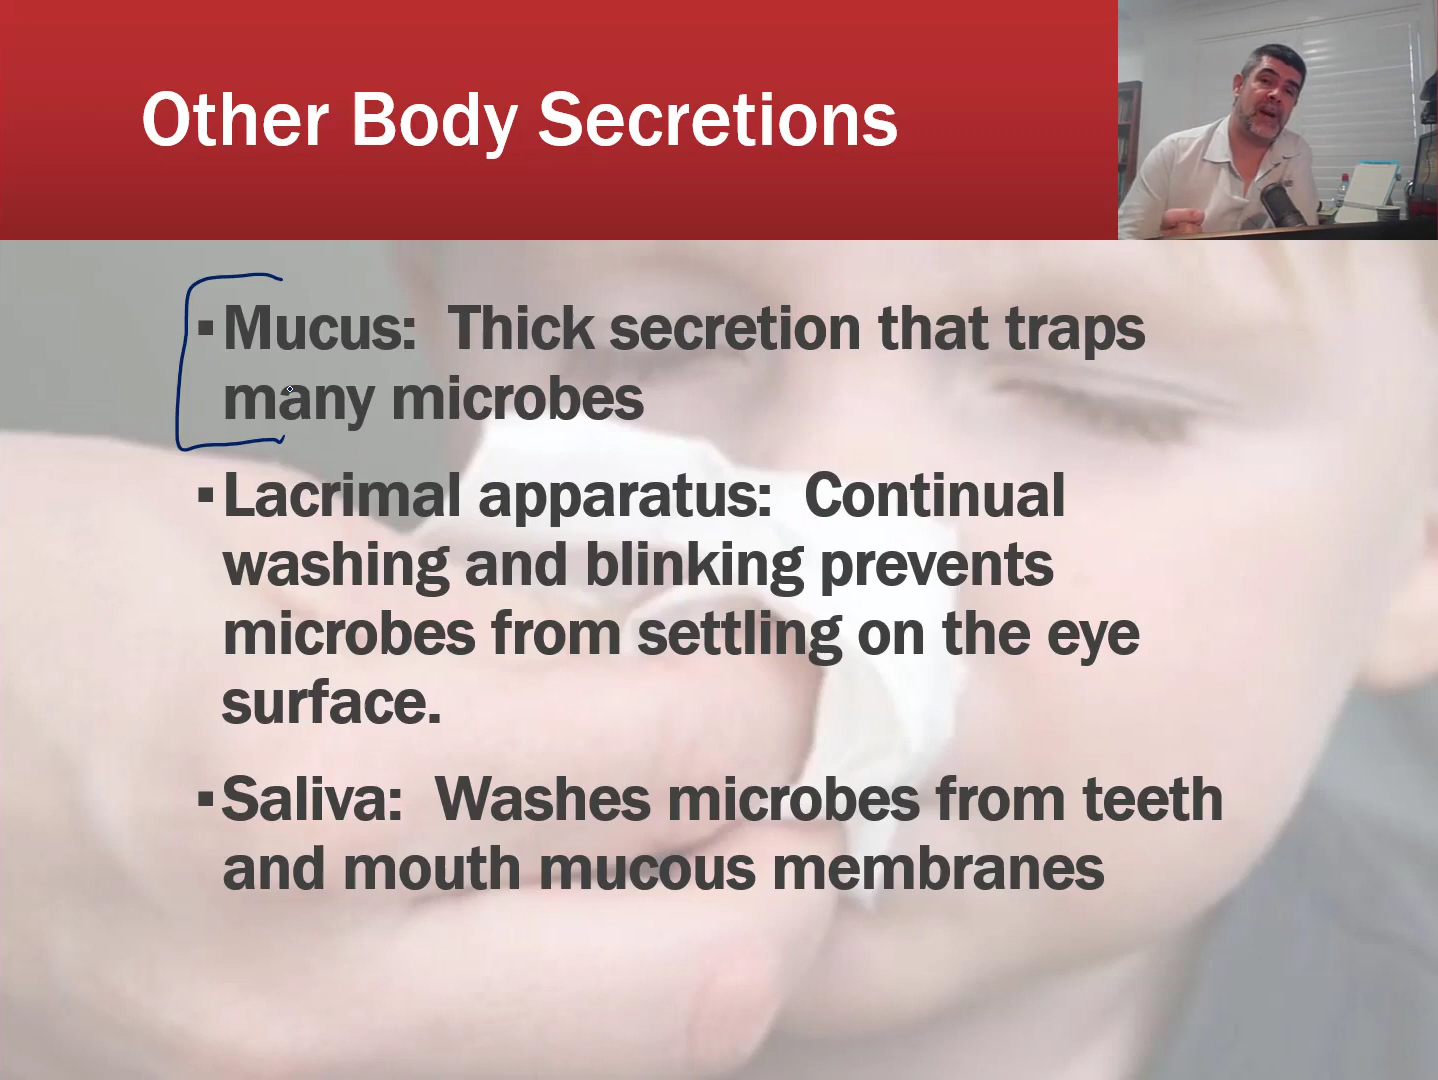 Other Body Secretions
▪Mucus: Thick secretion that traps
many microbes
▪Lacrimal apparatus: Continual
washing and blinking prevents
microbes from settling on the eye
surface.
▪Saliva: Washes microbes from teeth
and mouth mucous membranes